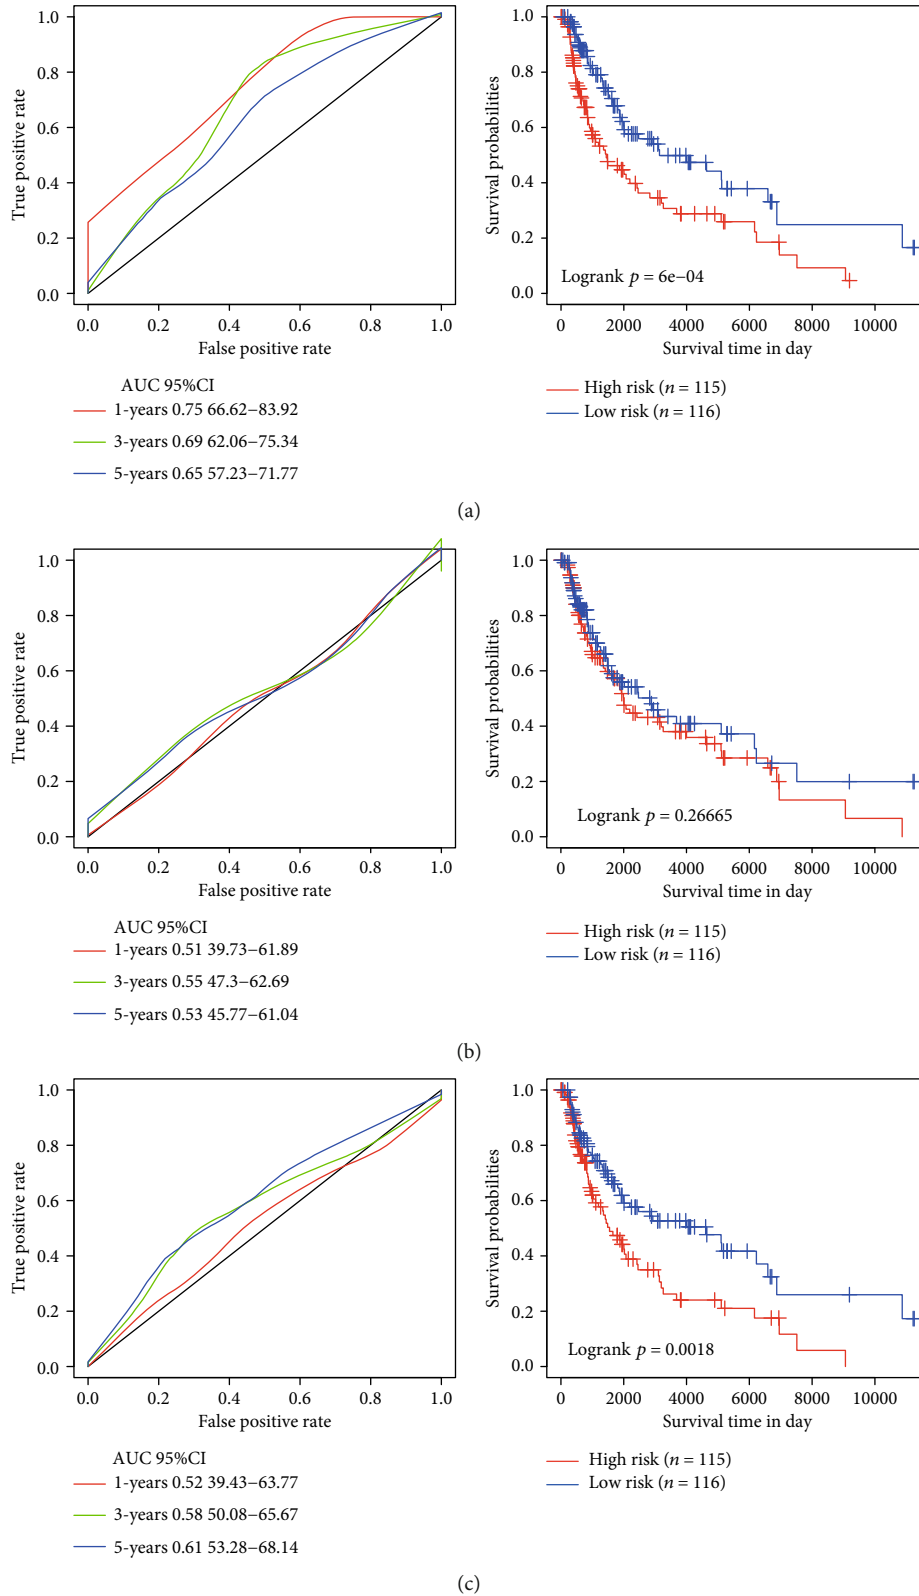 True positive rate
1.0
0.8
0.6
0.4
0.2
0.0
0.0 0.2 0.4 0.6 0.8 1.0
False positive rate
AUC 95%CI
1-years 0.75 66.62−83.92
3-years 0.69 62.06−75.34
5-years 0.65 57.23−71.77
Survival probabilities
1.0
0.8
0.6
0.4
0.2
0.0
Logrank p = 6e−04
0 2000 4000 6000 8000 10000
Survival time in day
High risk (n = 115)
Low risk (n = 116)
(a)
True positive rate
1.0
0.8
0.6
0.4
0.2
0.0
0.0 0.2 0.4 0.6 0.8 1.0
False positive rate
AUC 95%CI
1-years 0.51 39.73−61.89
3-years 0.55 47.3−62.69
5-years 0.53 45.77−61.04
Survival probabilities
1.0
0.8
0.6
0.4
0.2
0.0
Logrank p = 0.26665
0 2000 4000 6000 8000 10000
Survival time in day
High risk (n = 115)
Low risk (n = 116)
(b)
True positive rate
1.0
0.8
0.6
0.4
0.2
0.0
0.0 0.2 0.4 0.6 0.8 1.0
False positive rate
AUC 95%CI
1-years 0.52 39.43−63.77
3-years 0.58 50.08−65.67
5-years 0.61 53.28−68.14
Survival probabilities
1.0
0.8
0.6
0.4
0.2
0.0
Logrank p = 0.0018
0 2000 4000 6000 8000 10000
Survival time in day
High risk (n = 115)
Low risk (n = 116)
(c)